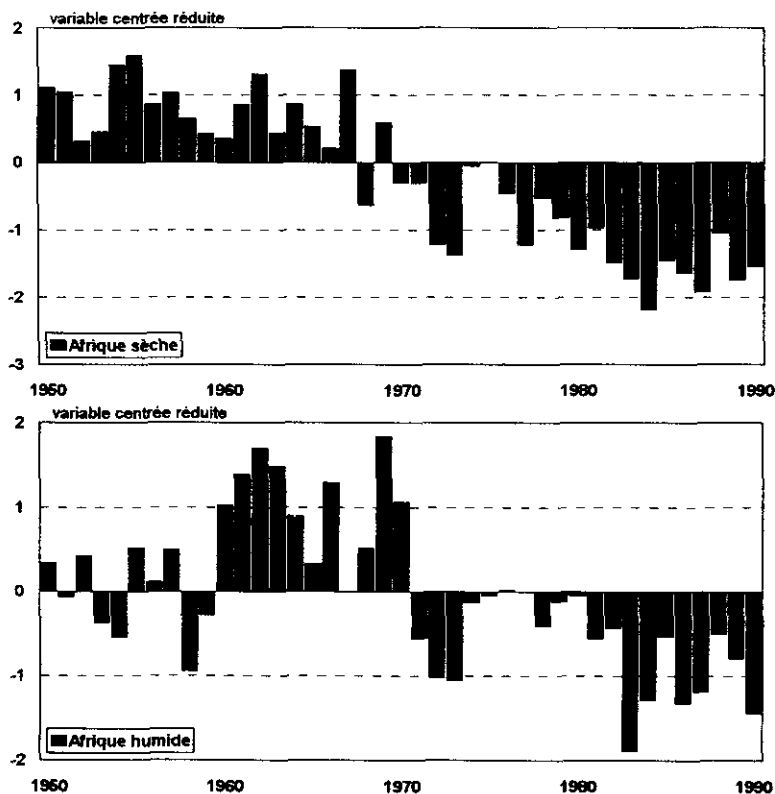 variable centrée réduite
2
1
0
-1
-2
-3
Afrique sèche
1950 1960 1970 1980 1990
variable centrée réduite
2
1
0
-1
-2
Afrique humide
1950 1960 1970 1980 1990